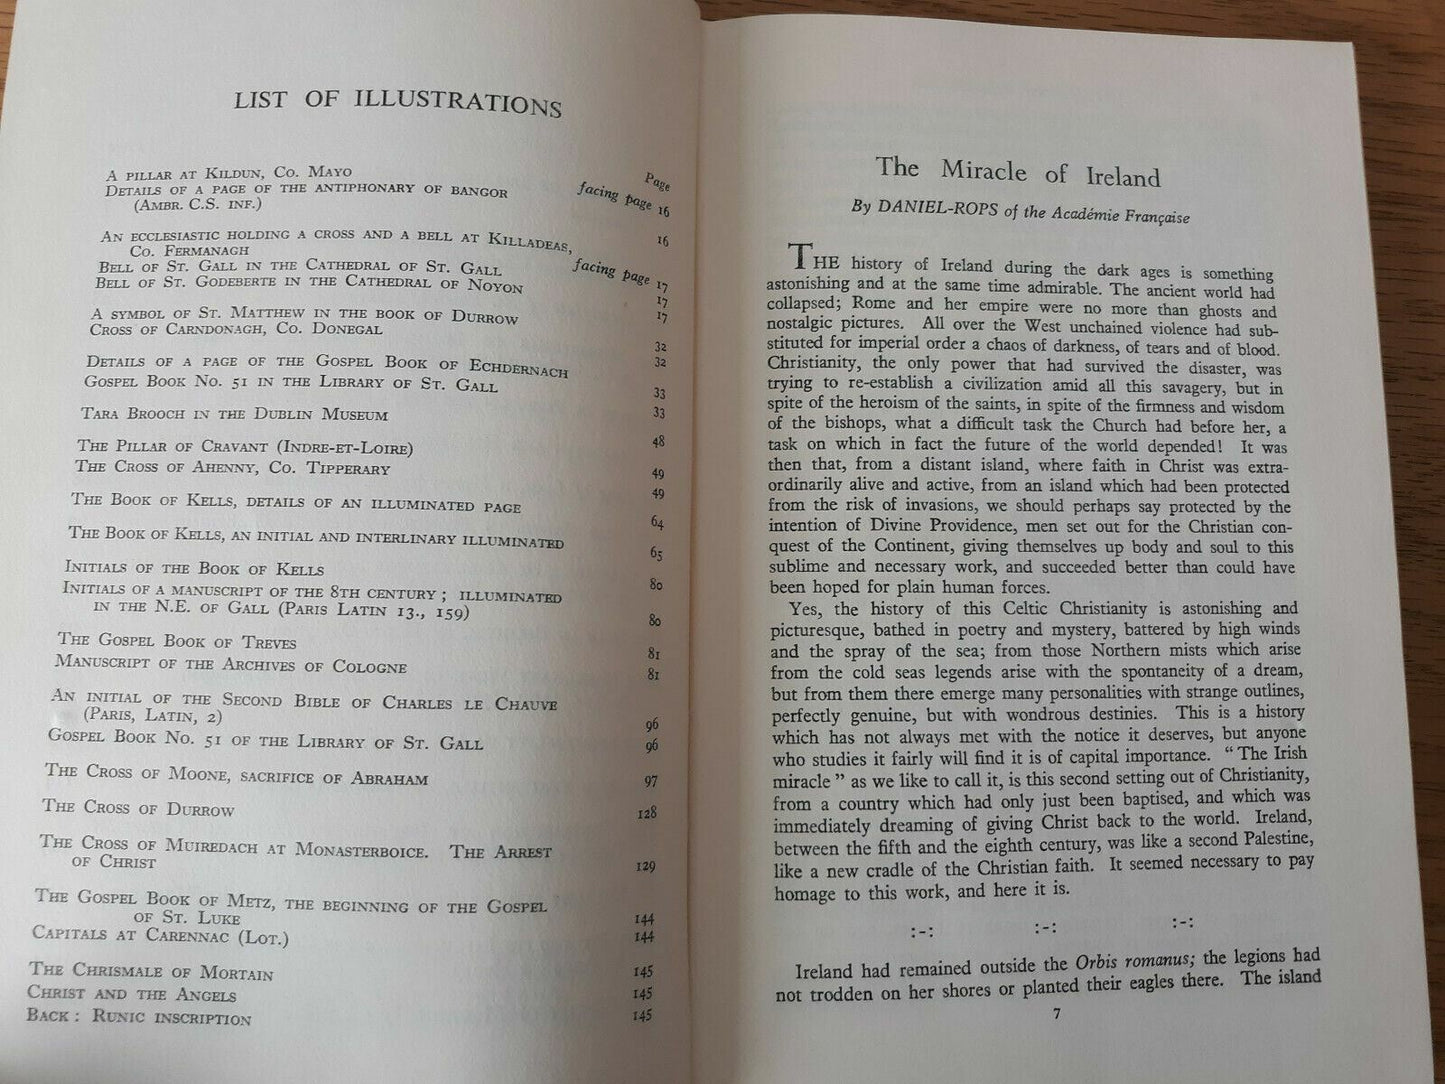 LIST OF ILLUSTRATIONS
Page
A PILLAR AT KILDUN, CO. MAYO facing page 16
DETAILS OF A PAGE OF THE ANTIPHONARY OF BANGOR
(AMBR. C.S. INF.) 16
AN ECCLESIASTIC HOLDING A CROSS AND A BELL AT KILLADEAS,
CO. FERMANAGH facing page 17
BELL OF ST. GALL IN THE CATHEDRAL OF ST. GALL 17
BELL OF ST. GODEBERTE IN THE CATHEDRAL OF NOYON 17
A SYMBOL OF ST. MATTHEW IN THE BOOK OF DURROW 32
CROSS OF CARNDONAGH, CO. DONEGAL 32
DETAILS OF A PAGE OF THE GOSPEL BOOK OF ECHDERNACH 33
GOSPEL BOOK NO. 51 IN THE LIBRARY OF ST. GALL 33
TARA BROOCH IN THE DUBLIN MUSEUM 48
THE PILLAR OF CRAVANT (INDRE-ET-LOIRE) 49
THE CROSS OF AHENNY, CO. TIPPERARY 49
THE BOOK OF KELLS, DETAILS OF AN ILLUMINATED PAGE 64
THE BOOK OF KELLS, AN INITIAL AND INTERLINARY ILLUMINATED 65
INITIALS OF THE BOOK OF KELLS 80
INITIALS OF A MANUSCRIPT OF THE 8TH CENTURY; ILLUMINATED
IN THE N.E. OF GALL (PARIS LATIN 13., 159) 80
THE GOSPEL BOOK OF TREVES 81
MANUSCRIPT OF THE ARCHIVES OF COLOGNE 81
AN INITIAL OF THE SECOND BIBLE OF CHARLES LE CHAUVE
(PARIS, LATIN, 2) 96
GOSPEL BOOK NO. 51 OF THE LIBRARY OF ST. GALL 96
THE CROSS OF MOONE, SACRIFICE OF ABRAHAM 97
THE CROSS OF DURROW 128
THE CROSS OF MUIREDACH AT MONASTERBOICE. THE ARREST
OF CHRIST 129
THE GOSPEL BOOK OF METZ, THE BEGINNING OF THE GOSPEL
OF ST. LUKE 144
CAPITALS AT CARENNAC (LOT.) 144
THE CHRISMALE OF MORTAIN 145
CHRIST AND THE ANGELS 145
BACK: RUNIC INSCRIPTION 145
The Miracle of Ireland
By DANIEL-ROPS of the Académie Française
THE history of Ireland during the dark ages is something
astonishing and at the same time admirable. The ancient world had
collapsed; Rome and her empire were no more than ghosts and
nostalgic pictures. All over the West unchained violence had sub-
stituted for imperial order a chaos of darkness, of tears and of blood.
Christianity, the only power that had survived the disaster, was
trying to re-establish a civilization amid all this savagery, but in
spite of the heroism of the saints, in spite of the firmness and wisdom
of the bishops, what a difficult task the Church had before her, a
task on which in fact the future of the world depended! It was
then that, from a distant island, where faith in Christ was extra-
ordinarily alive and active, from an island which had been protected
from the risk of invasions, we should perhaps say protected by the
intention of Divine Providence, men set out for the Christian con-
quest of the Continent, giving themselves up body and soul to this
sublime and necessary work, and succeeded better than could have
been hoped for plain human forces.
Yes, the history of this Celtic Christianity is astonishing and
picturesque, bathed in poetry and mystery, battered by high winds
and the spray of the sea; from those Northern mists which arise
from the cold seas legends arise with the spontaneity of a dream,
but from them there emerge many personalities with strange outlines,
perfectly genuine, but with wondrous destinies. This is a history
which has not always met with the notice it deserves, but anyone
who studies it fairly will find it is of capital importance. “The Irish
miracle” as we like to call it, is this second setting out of Christianity,
from a country which had only just been baptised, and which was
immediately dreaming of giving Christ back to the world. Ireland,
between the fifth and the eighth century, was like a second Palestine,
like a new cradle of the Christian faith. It seemed necessary to pay
homage to this work, and here it is.
:-: :-: :-:
Ireland had remained outside the Orbis romanus; the legions had
not trodden on her shores or planted their eagles there. The island
7